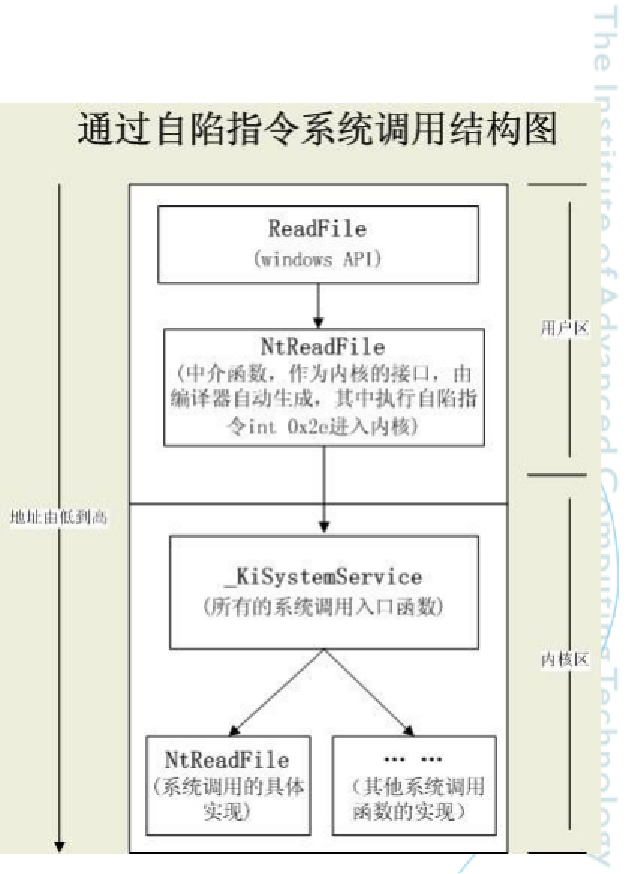 通过自陷指令系统调用结构图
ReadFile
(windows API)
NtReadFile
(中介函数，作为内核的接口，由
编译器自动生成，其中执行自陷指
令int 0x2e进入内核)
用户区
地址由低到高
_KiSystemService
(所有的系统调用入口函数)
内核区
NtReadFile
(系统调用的具体
实现)
… …
（其他系统调用
函数的实现）
The Institute of Advanced Computing Technology